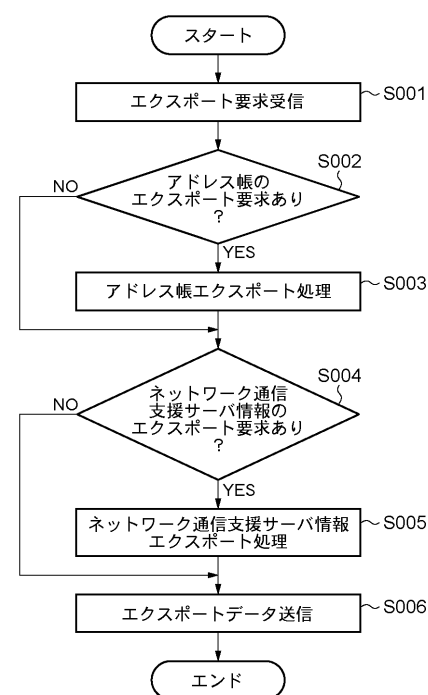 スタート
エクスポート要求受信
S001
S002
アドレス帳の
エクスポート要求あり
?
NO
YES
アドレス帳エクスポート処理
S003
S004
ネットワーク通信
支援サーバ情報の
エクスポート要求あり
?
NO
YES
ネットワーク通信支援サーバ情報
エクスポート処理
S005
エクスポートデータ送信
S006
エンド